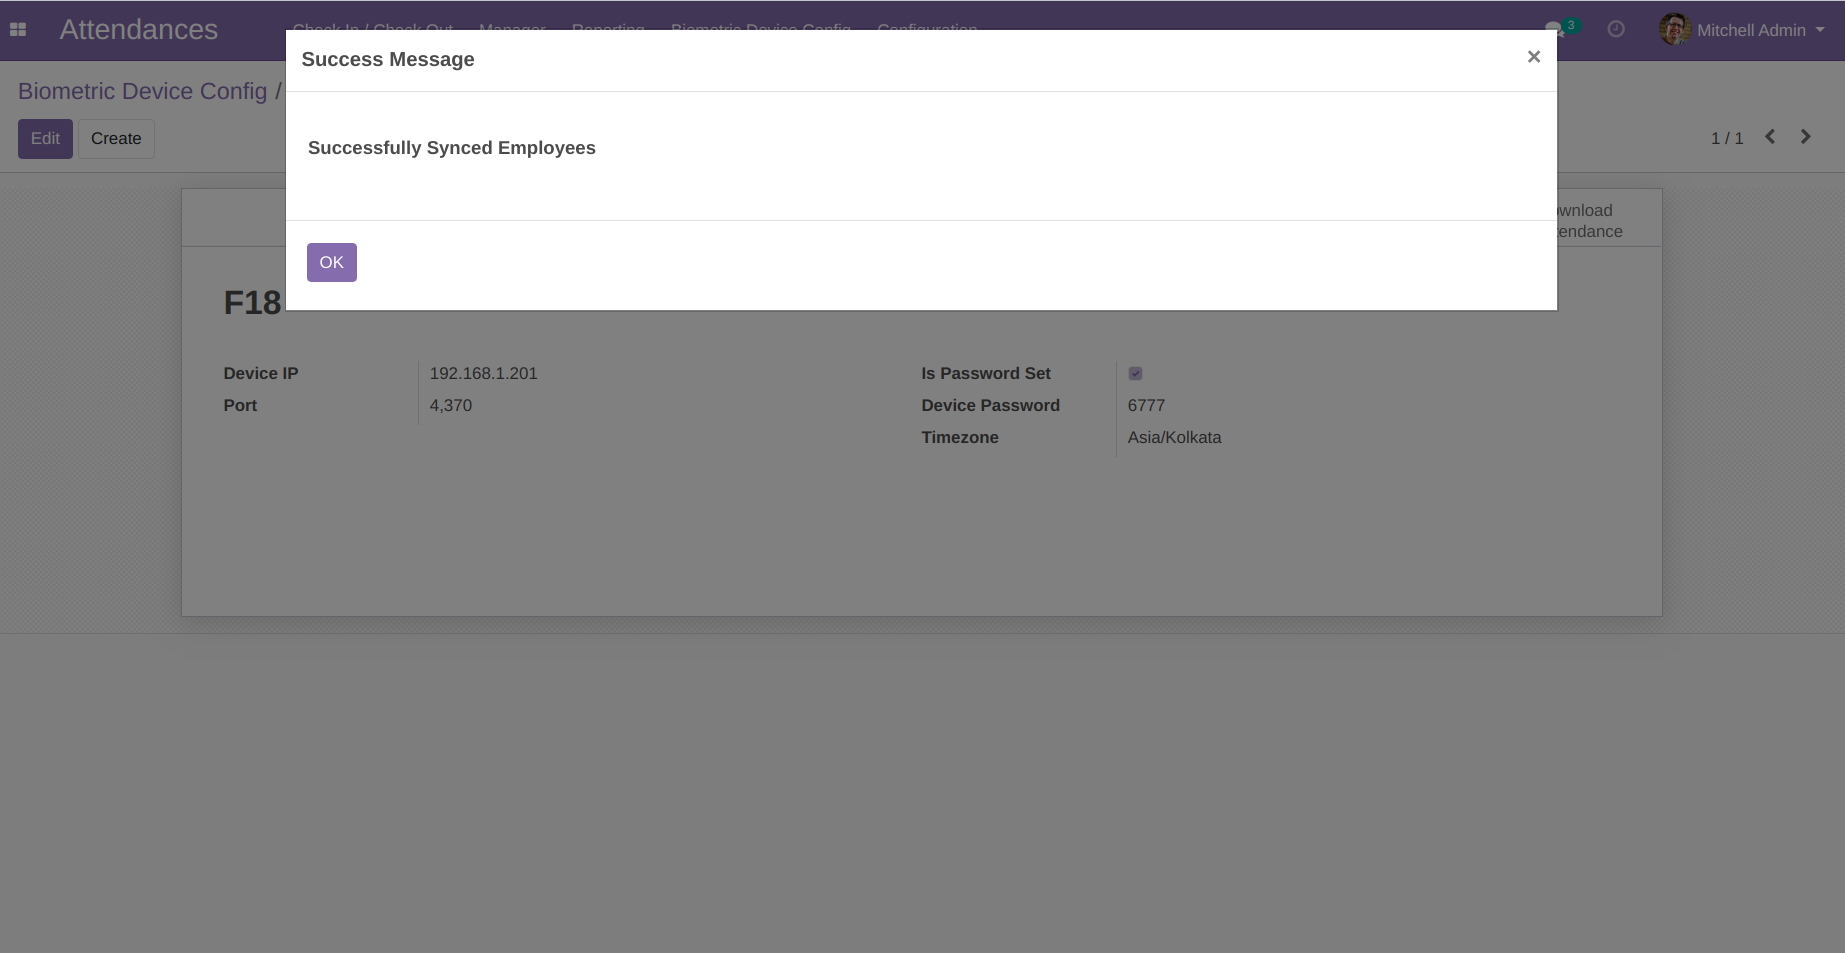 Attendances
Check In / Check Out Manager Reporting Biometric Device Config Configuration
3
Mitchell Admin
Success Message
×
Biometric Device Config /
Edit Create
1 / 1
Successfully Synced Employees
OK
F18
Device IP 192.168.1.201
Port 4,370
Is Password Set
Device Password 6777
Timezone Asia/Kolkata